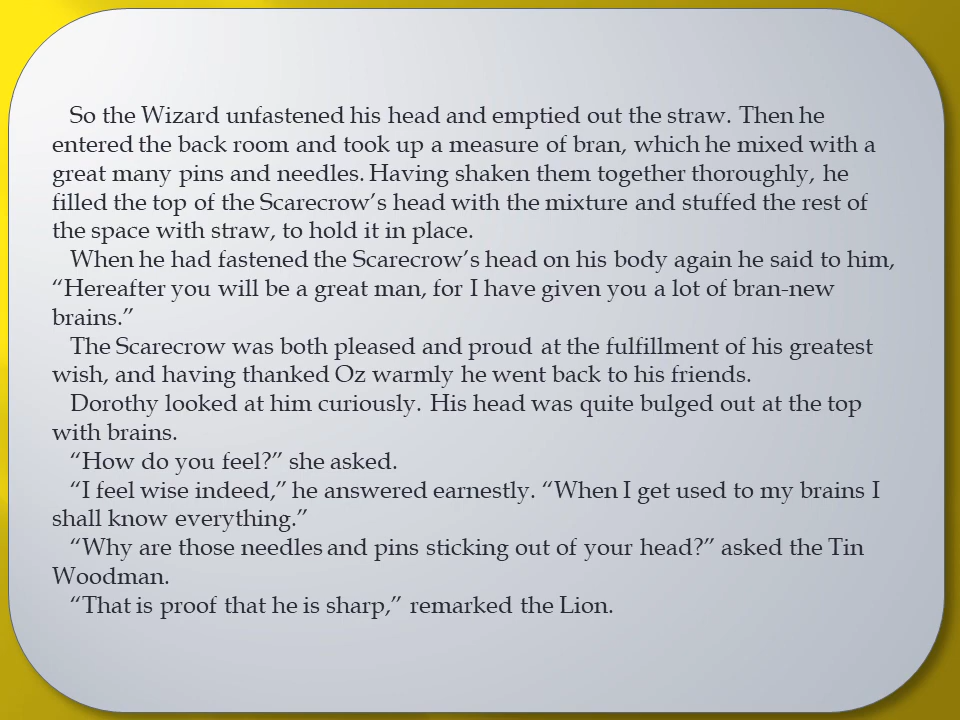 So the Wizard unfastened his head and emptied out the straw. Then he
entered the back room and took up a measure of bran, which he mixed with a
great many pins and needles. Having shaken them together thoroughly, he
filled the top of the Scarecrow’s head with the mixture and stuffed the rest of
the space with straw, to hold it in place.
When he had fastened the Scarecrow’s head on his body again he said to him,
“Hereafter you will be a great man, for I have given you a lot of bran-new
brains.”
The Scarecrow was both pleased and proud at the fulfillment of his greatest
wish, and having thanked Oz warmly he went back to his friends.
Dorothy looked at him curiously. His head was quite bulged out at the top
with brains.
“How do you feel?” she asked.
“I feel wise indeed,” he answered earnestly. “When I get used to my brains I
shall know everything.”
“Why are those needles and pins sticking out of your head?” asked the Tin
Woodman.
“That is proof that he is sharp,” remarked the Lion.